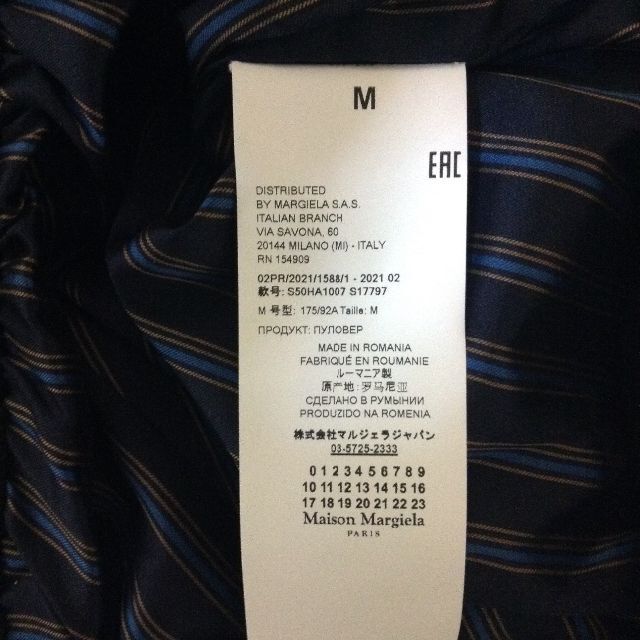 M
EAC
DISTRIBUTED
BY MARGIELA S.A.S.
ITALIAN BRANCH
VIA SAVONA, 60
20144 MILANO (MI) - ITALY
RN 154909
02PR/2021/1588/1 - 2021 02
款号: S50HA1007 S17797
M 号型: 175/92A Taille: M
ПРОДУКТ: ПУЛОВЕР
MADE IN ROMANIA
FABRIQUÉ EN ROUMANIE
ルーマニア製
原产地: 罗马尼亚
СДЕЛАНО В РУМЫНИИ
PRODUZIDO NA ROMENIA
株式会社マルジェラジャパン
03-5725-2333
0 1 2 3 4 5 6 7 8 9
10 11 12 13 14 15 16
17 18 19 20 21 22 23
Maison Margiela
PARIS